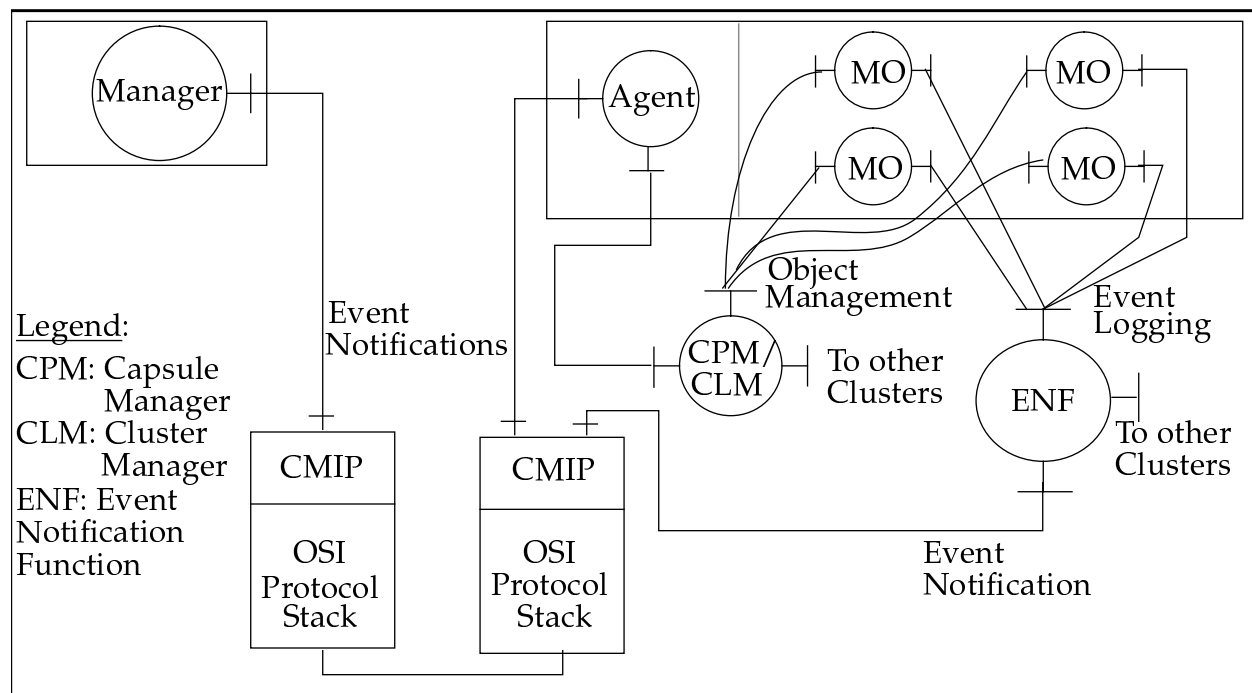 Manager
Agent
MO
MO
MO
MO
Object
Management
Event
Logging
Event
Notifications
Legend:
CPM: Capsule
Manager
CLM: Cluster
Manager
ENF: Event
Notification
Function
CPM/
CLM
To other
Clusters
ENF
To other
Clusters
CMIP
OSI
Protocol
Stack
CMIP
OSI
Protocol
Stack
Event
Notification